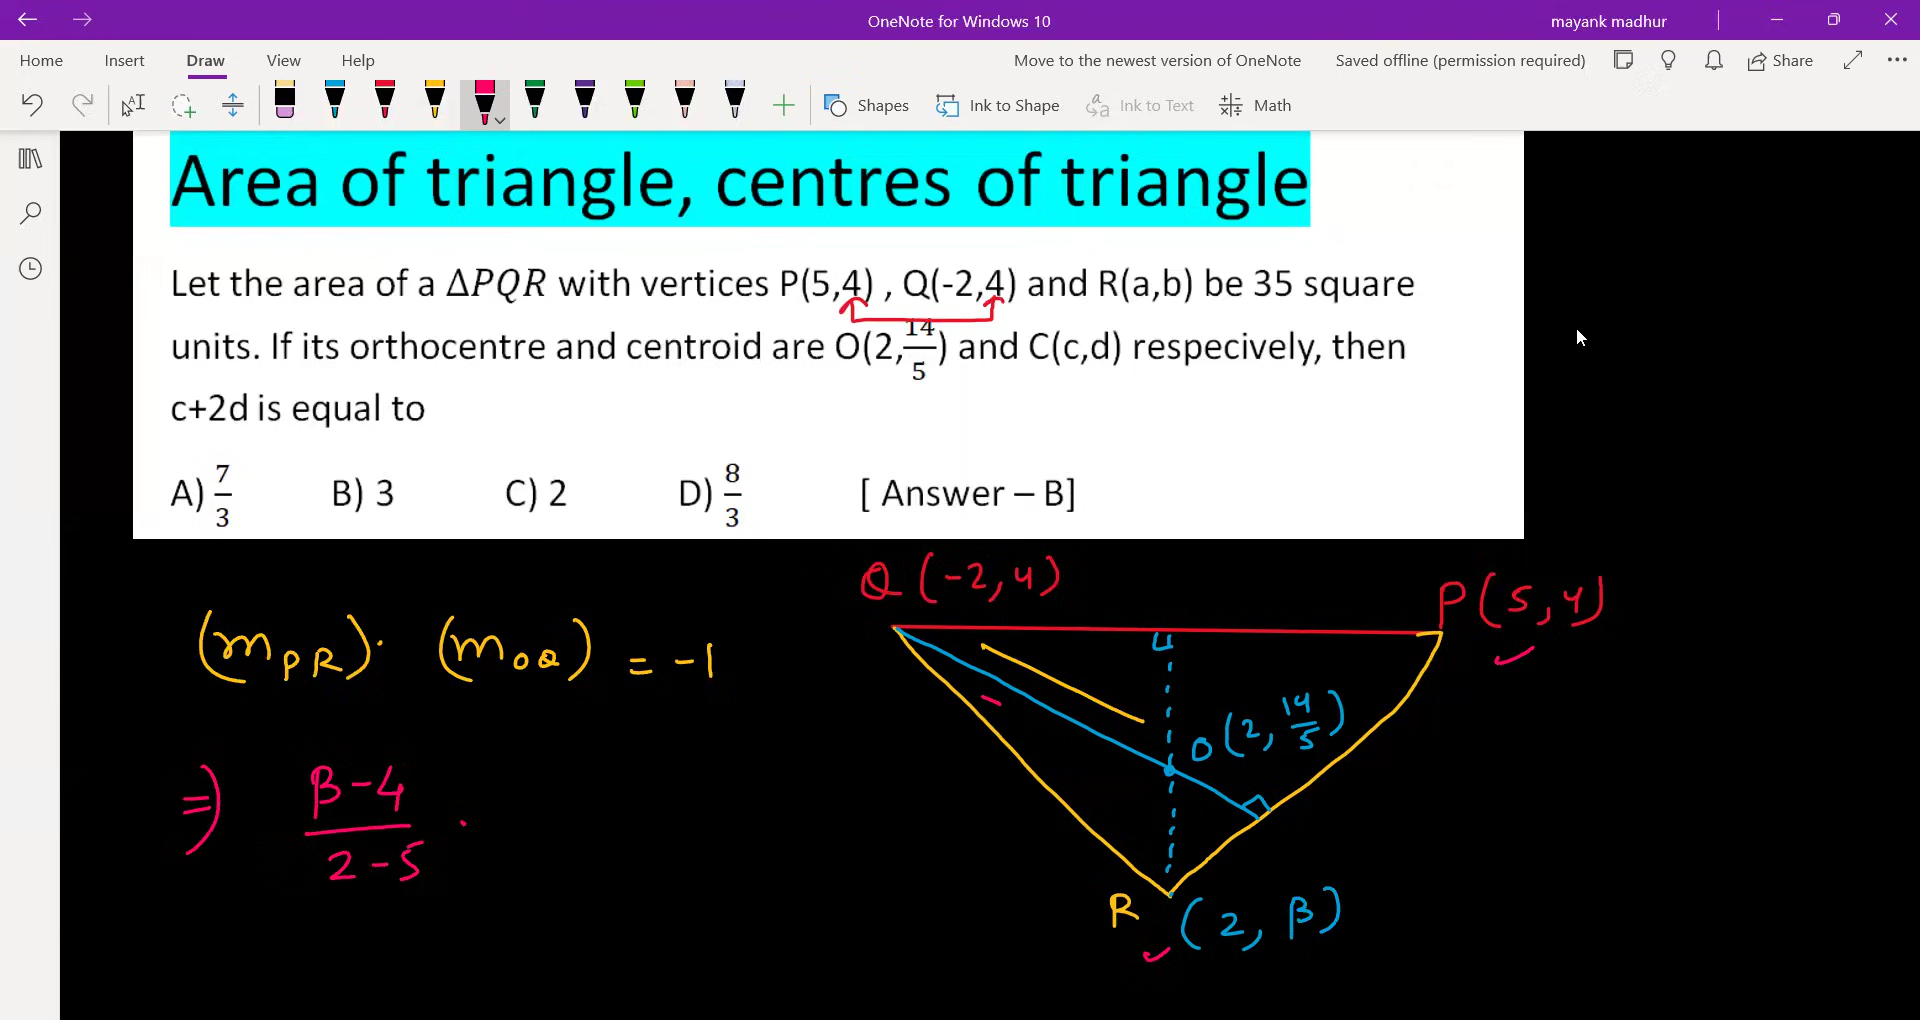 OneNote for Windows 10
mayank madhur
Home Insert Draw View Help
Move to the newest version of OneNote Saved offline (permission required) Share
Shapes Ink to Shape Ink to Text Math
Area of triangle, centres of triangle
Let the area of a ΔPQR with vertices P(5,4) , Q(-2,4) and R(a,b) be 35 square
units. If its orthocentre and centroid are O(2,14/5) and C(c,d) respecively, then
c+2d is equal to
A) 7/3 B) 3 C) 2 D) 8/3 [ Answer – B]
Q (-2, 4)
P (5, 4)
(m_PR) · (m_OQ) = -1
O (2, 14/5)
⇒ β-4/2-5 ·
R (2, β)